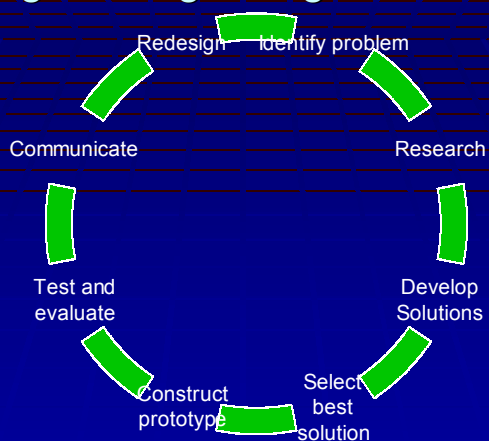 Identify problem
Research
Develop
Solutions
Select
best
solution
Construct
prototype
Test and
evaluate
Communicate
Redesign